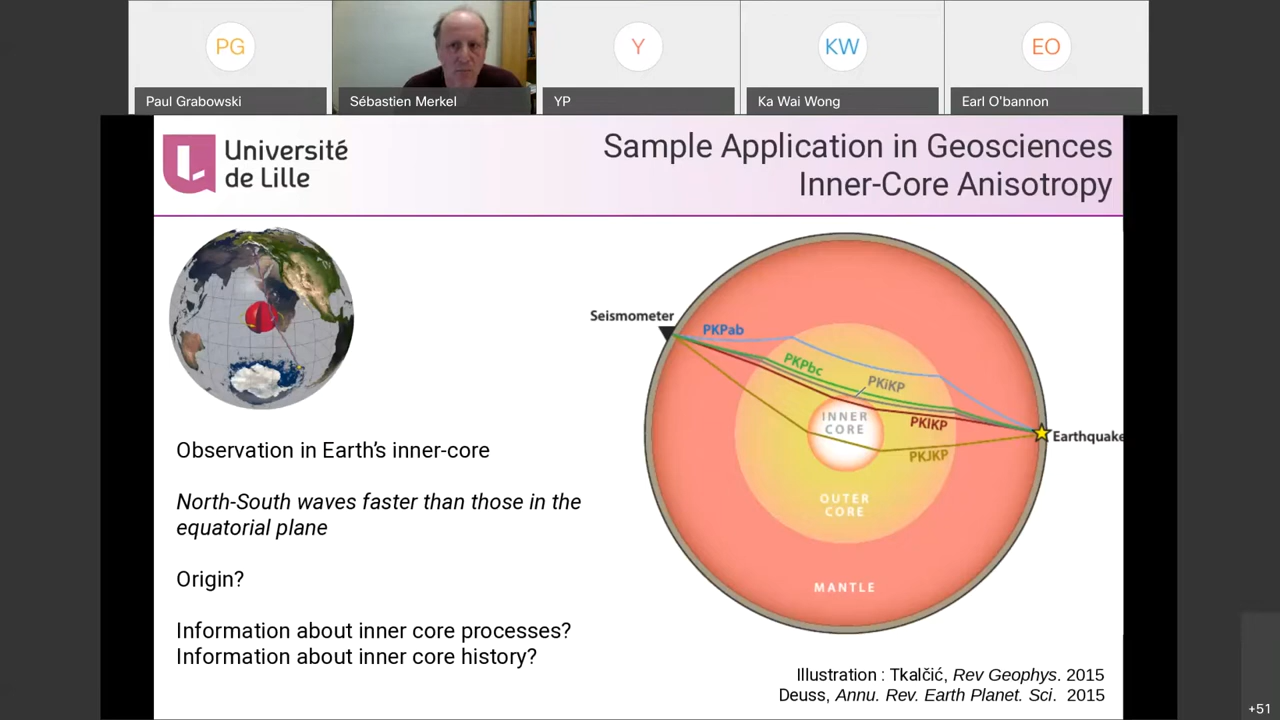 PG
Y
KW
EO
Paul Grabowski
Sébastien Merkel
YP
Ka Wai Wong
Earl O'bannon
Université
de Lille
Sample Application in Geosciences
Inner-Core Anisotropy
Observation in Earth's inner-core
North-South waves faster than those in the
equatorial plane
Origin?
Information about inner core processes?
Information about inner core history?
Seismometer
PKPab
PKPbc
PKiKP
INNER
CORE
PKIKP
Earthquake
PKJKP
OUTER
CORE
MANTLE
Illustration : Tkalčić, Rev Geophys. 2015
Deuss, Annu. Rev. Earth Planet. Sci. 2015
+51